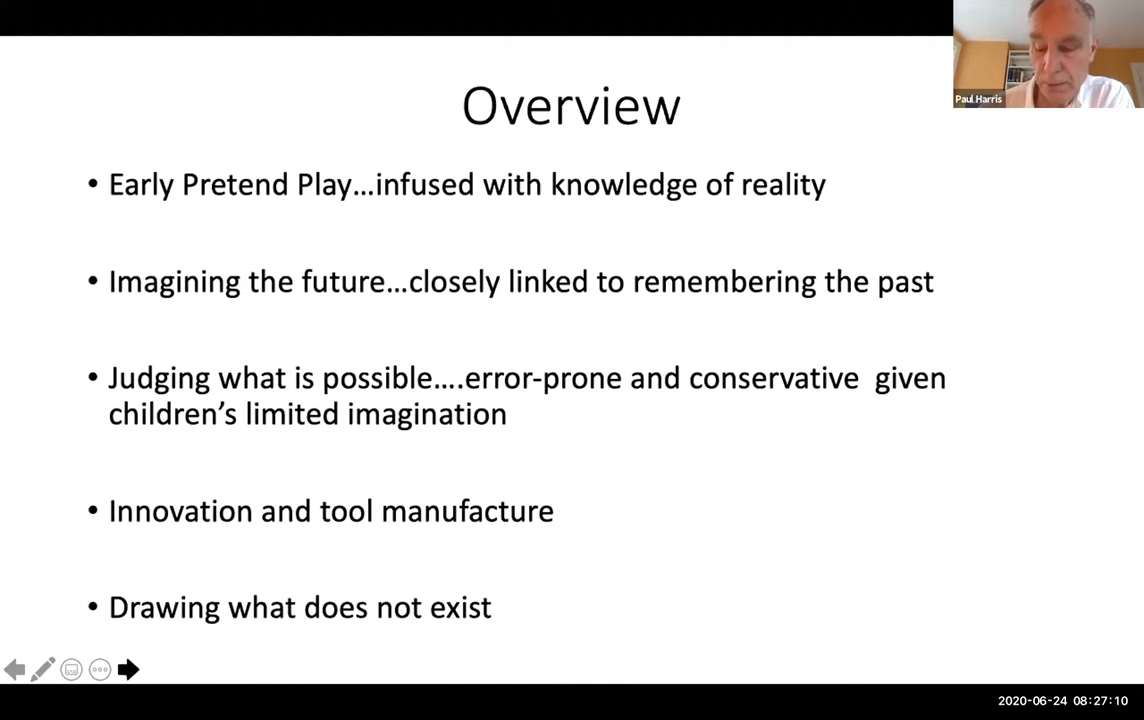 Paul Harris
Overview
• Early Pretend Play...infused with knowledge of reality
• Imagining the future...closely linked to remembering the past
• Judging what is possible....error-prone and conservative  given
children’s limited imagination
• Innovation and tool manufacture
• Drawing what does not exist
2020-06-24 08:27:10